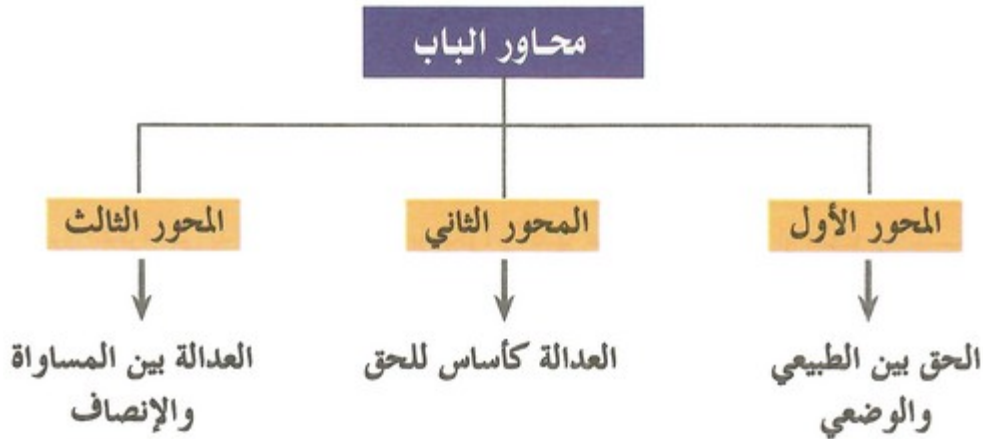 محاور الباب
المحور الأول
المحور الثاني
المحور الثالث
الحق بين الطبيعي
والوضعي
العدالة كأساس للحق
العدالة بين المساواة
والإنصاف